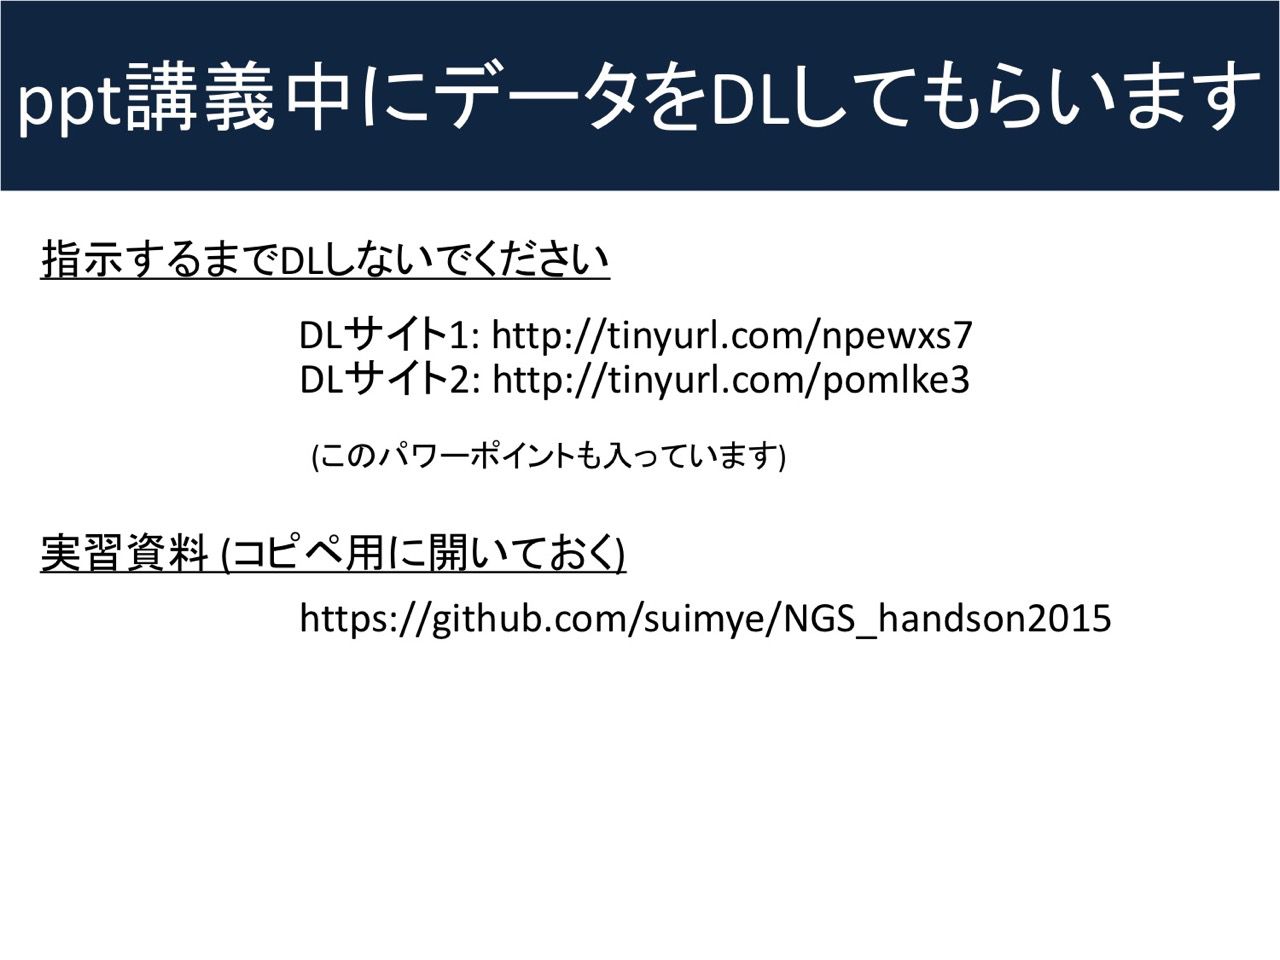 ppt講義中にデータをDLしてもらいます
指示するまでDLしないでください
DLサイト1: http://tinyurl.com/npewxs7
DLサイト2: http://tinyurl.com/pomlke3
(このパワーポイントも入っています)
実習資料 (コピペ用に開いておく)
https://github.com/suimye/NGS_handson2015